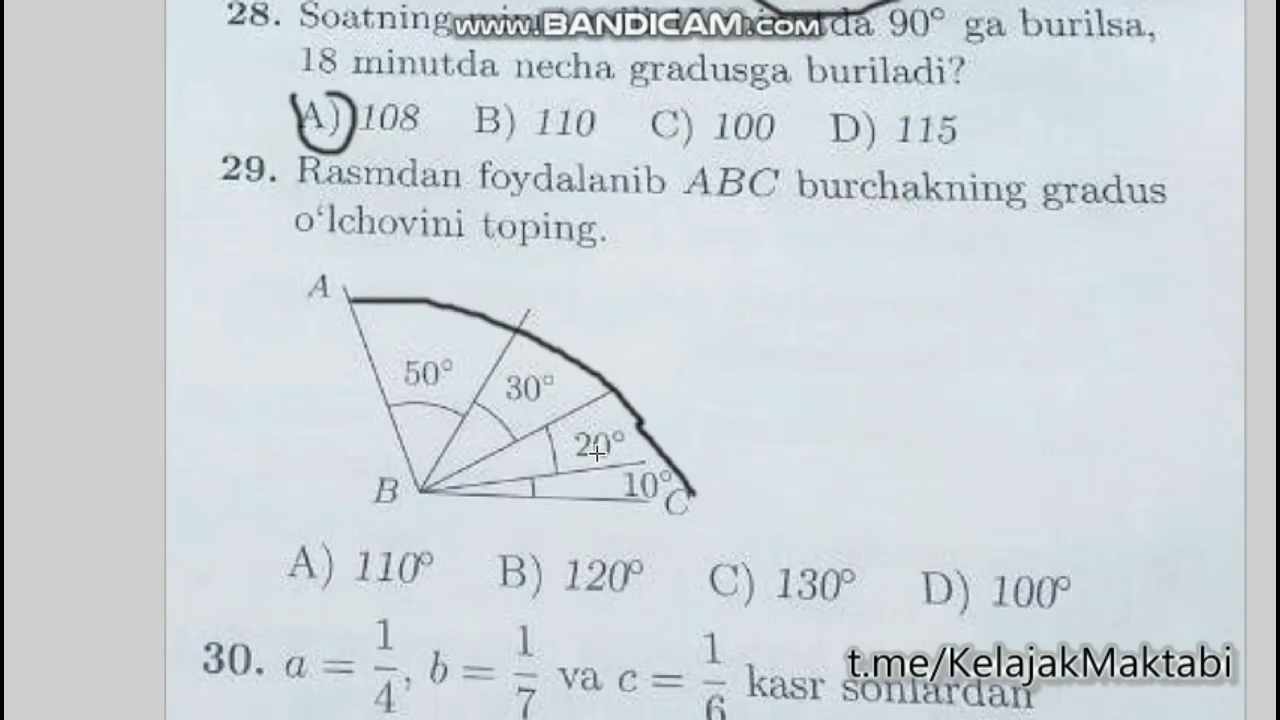 28. Soatning da 90° ga burilsa,
www.BANDICAM.COM
18 minutda necha gradusga buriladi?
A) 108 B) 110 C) 100 D) 115
29. Rasmdan foydalanib ABC burchakning gradus
o‘lchovini toping.
A
50°
30°
20°
10°
B
C
A) 110° B) 120° C) 130° D) 100°
30. a = 1/4, b = 1/7 va c = 1/6 kasr sonlardan
t.me/KelajakMaktabi